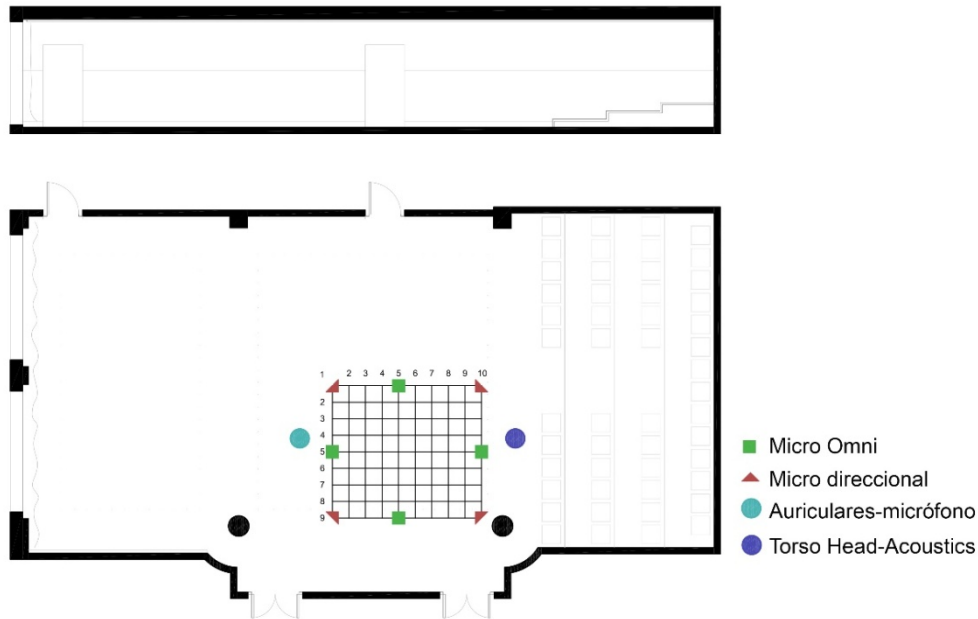 1 2 3 4 5 6 7 8 9 10
2
3
4
5
6
7
8
9
Micro Omni
Micro direccional
Auriculares-micrófono
Torso Head-Acoustics